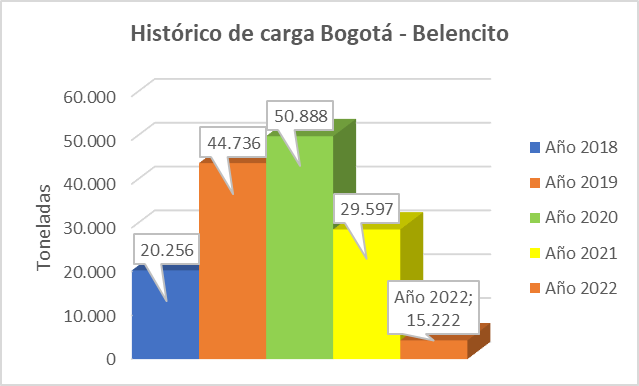 Histórico de carga Bogotá - Belencito
Toneladas
60.000
50.000
40.000
30.000
20.000
10.000
0
20.256
44.736
50.888
29.597
Año 2022;
15.222
Año 2018
Año 2019
Año 2020
Año 2021
Año 2022